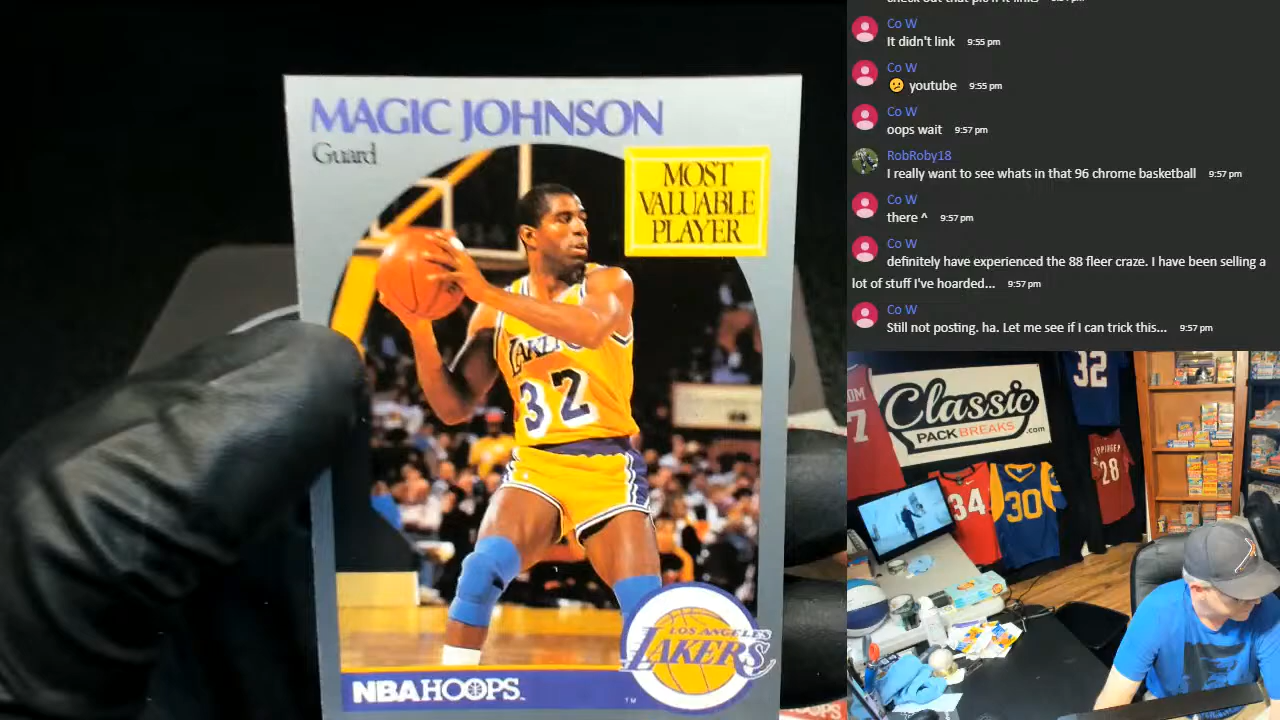 MAGIC JOHNSON
Guard
MOST
VALUABLE
PLAYER
LAKERS
32
LOS ANGELES
LAKERS
NBA HOOPS
TM
HOOPS
Co W
It didn't link 9:55 pm
Co W
😕 youtube 9:55 pm
Co W
oops wait 9:57 pm
RobRoby18
I really want to see whats in that 96 chrome basketball 9:57 pm
Co W
there ^ 9:57 pm
Co W
definitely have experienced the 88 fleer craze. I have been selling a
lot of stuff I've hoarded... 9:57 pm
Co W
Still not posting. ha. Let me see if I can trick this... 9:57 pm
32
7
Classic
PACK BREAKS .com
34
30
28